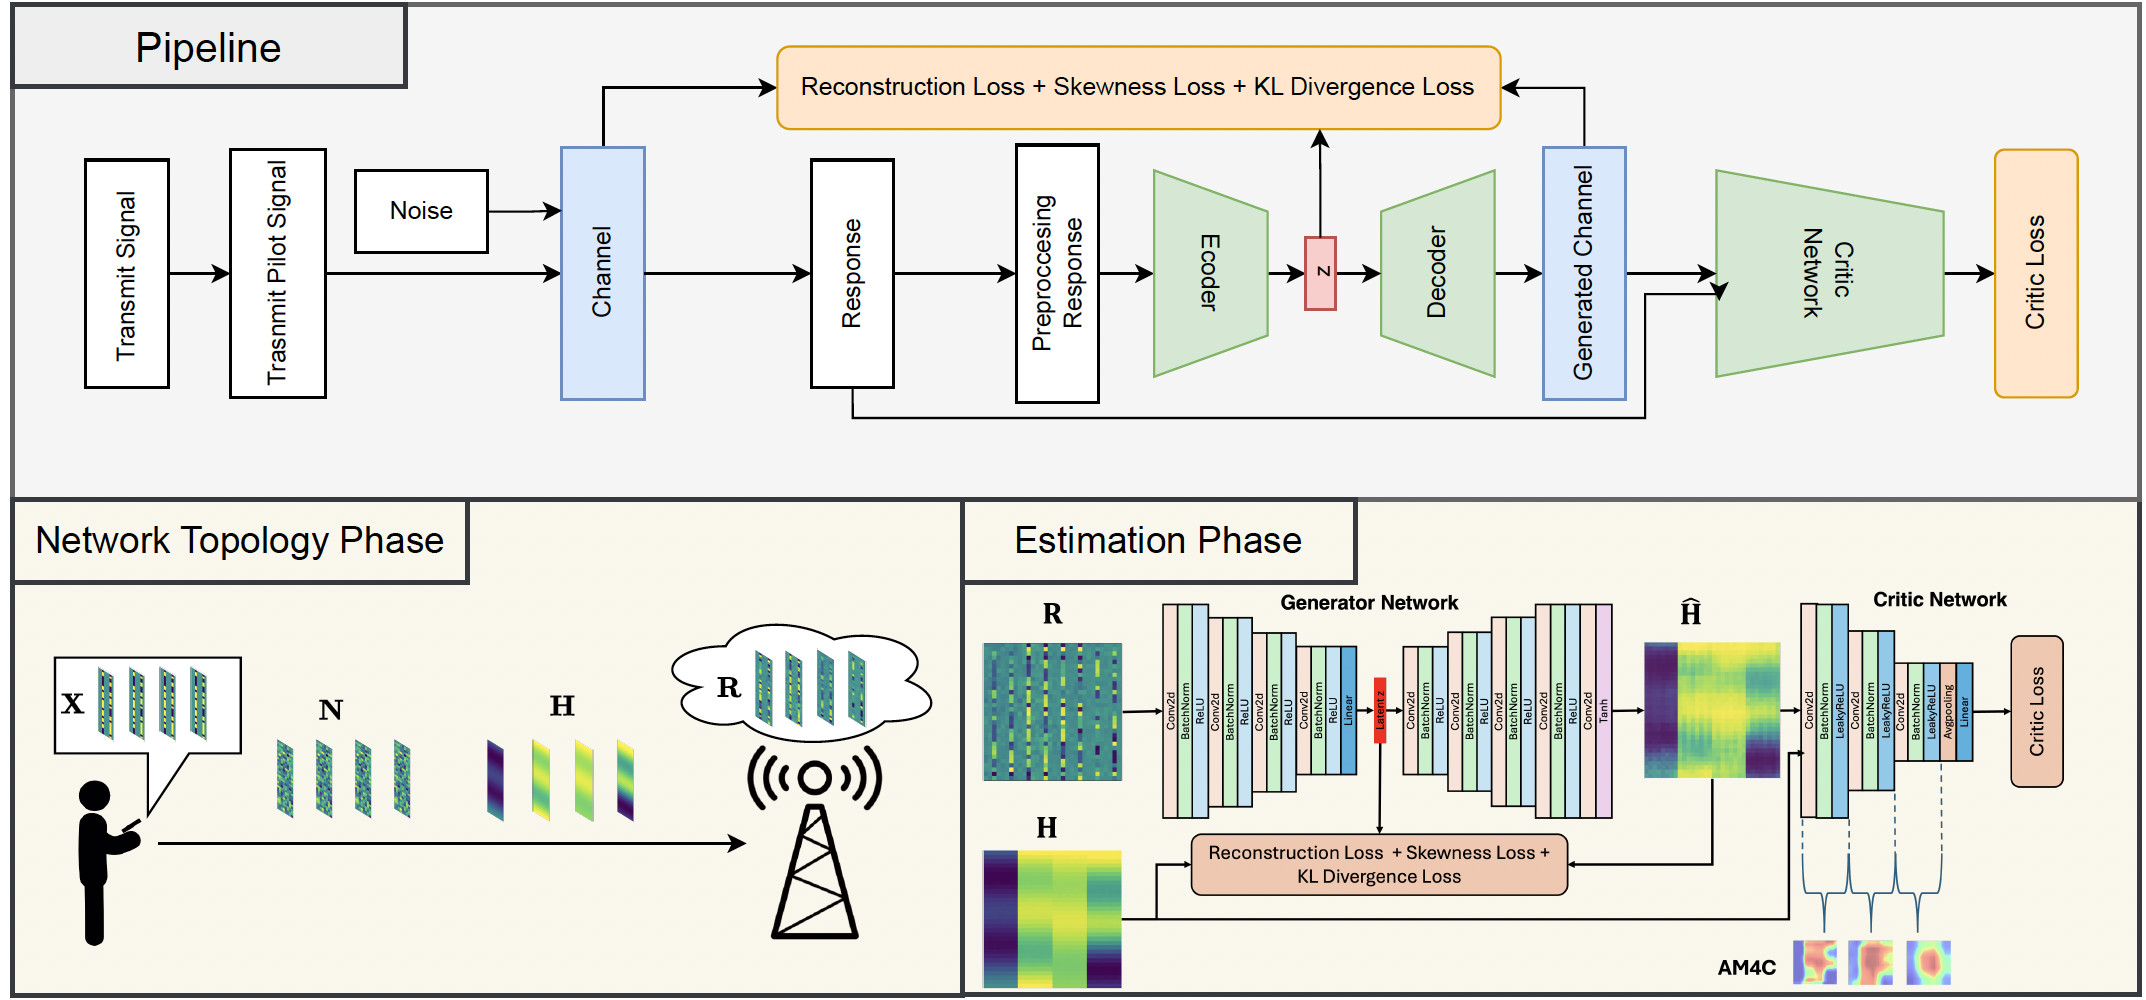 Pipeline
Reconstruction Loss + Skewness Loss + KL Divergence Loss
Transmit Signal
Trasnmit Pilot Signal
Noise
Channel
Response
Preproccesing
Response
Ecoder
z
Decoder
Generated Channel
Critic
Network
Critic Loss
Network Topology Phase
X
N
H
R
Estimation Phase
R
Generator Network
Ĥ
Critic Network
Conv2d
BatchNorm
ReLU
Conv2d
BatchNorm
ReLU
Conv2d
BatchNorm
ReLU
Conv2d
BatchNorm
ReLU
Linear
Latent z
Conv2d
BatchNorm
ReLU
Conv2d
BatchNorm
ReLU
Conv2d
BatchNorm
ReLU
Conv2d
BatchNorm
ReLU
Conv2d
Tanh
Conv2d
BatchNorm
LeakyReLU
Conv2d
BatchNorm
LeakyReLU
Conv2d
BatchNorm
LeakyReLU
Avgpooling
Linear
Critic Loss
H
Reconstruction Loss + Skewness Loss +
KL Divergence Loss
AM4C